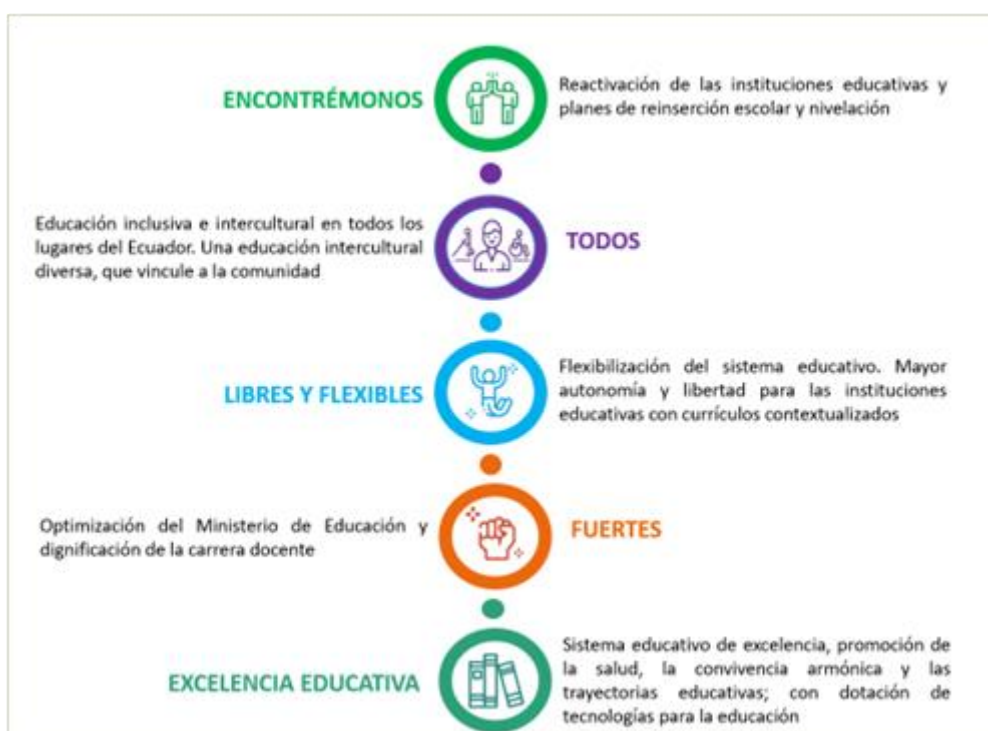 ENCONTRÉMONOS
Reactivación de las instituciones educativas y
planes de reinserción escolar y nivelación
Educación inclusiva e intercultural en todos los
lugares del Ecuador. Una educación intercultural
diversa, que vincule a la comunidad
TODOS
LIBRES Y FLEXIBLES
Flexibilización del sistema educativo. Mayor
autonomía y libertad para las instituciones
educativas con currículos contextualizados
Optimización del Ministerio de Educación y
dignificación de la carrera docente
FUERTES
EXCELENCIA EDUCATIVA
Sistema educativo de excelencia, promoción de
la salud, la convivencia armónica y las
trayectorias educativas; con dotación de
tecnologías para la educación